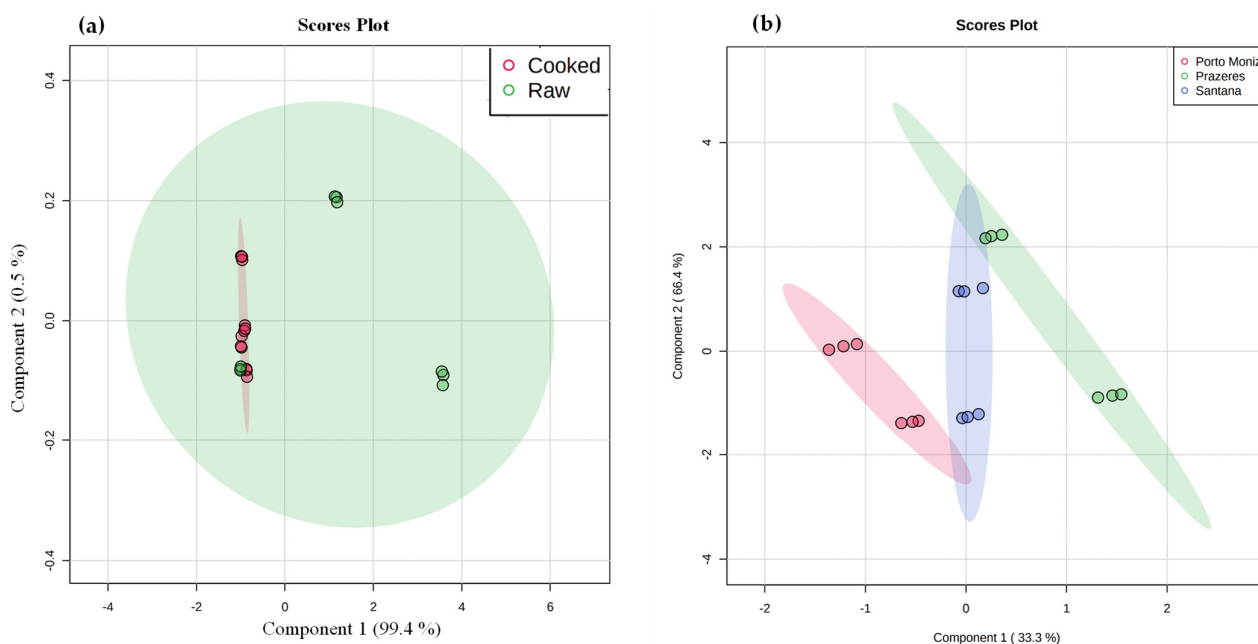 (a)
Scores Plot
Cooked
Raw
0.4
0.2
0.0
-0.2
-0.4
Component 2 (0.5 %)
-4
-2
0
2
4
6
Component 1 (99.4 %)
(b)
Scores Plot
Porto Moniz
Prazeres
Santana
4
2
0
-2
-4
Component 2 ( 66.4 %)
-2
-1
0
1
2
Component 1 ( 33.3 %)